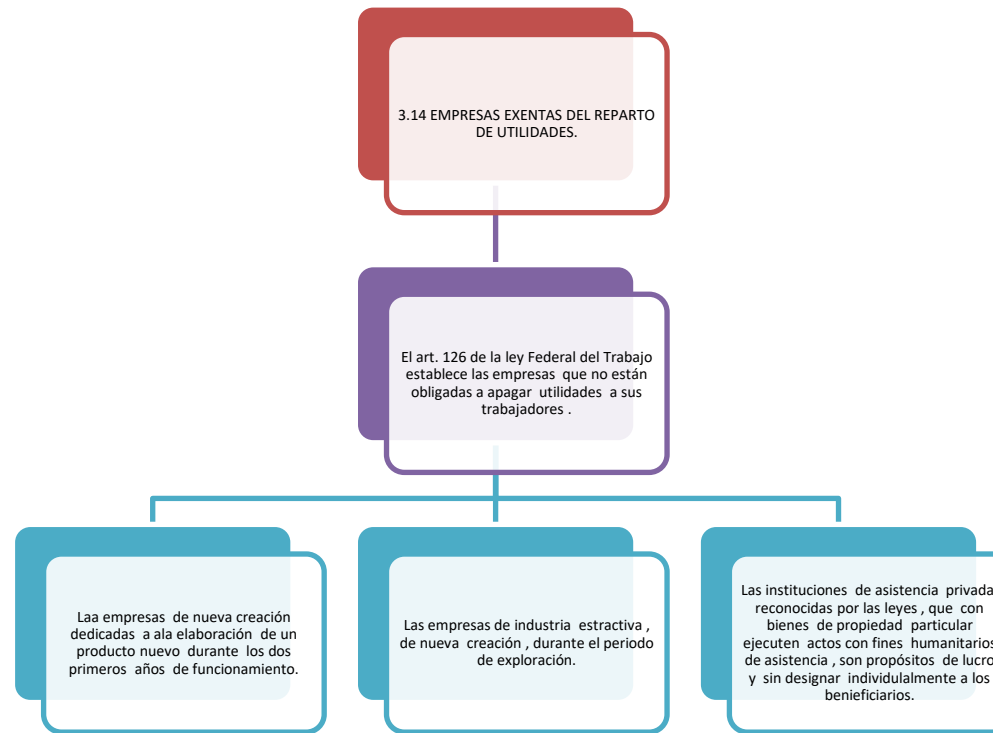 3.14 EMPRESAS EXENTAS DEL REPARTO
DE UTILIDADES.
El art. 126 de la ley Federal del Trabajo
establece las empresas que no están
obligadas a apagar utilidades a sus
trabajadores .
Laa empresas de nueva creación
dedicadas a ala elaboración de un
producto nuevo durante los dos
primeros años de funcionamiento.
Las empresas de industria estractiva ,
de nueva creación , durante el periodo
de exploración.
Las instituciones de asistencia privada
reconocidas por las leyes , que con
bienes de propiedad particular
ejecuten actos con fines humanitarios
de asistencia , son propósitos de lucro
y sin designar individulalmente a los
benieficiarios.